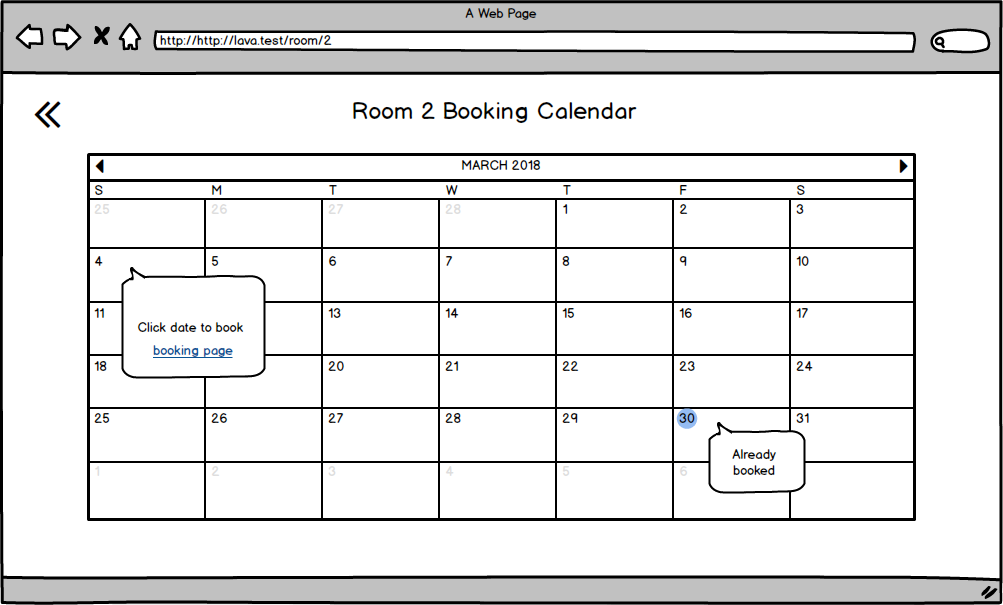 A Web Page
http://http://lava.test/room/2
Room 2 Booking Calendar
MARCH 2018
S M T W T F S
25 26 27 28 1 2 3
4 5 6 7 8 9 10
11 13 14 15 16 17
Click date to book
booking page
18 20 21 22 23 24
25 26 27 28 29 30 31
Already
booked
1 2 3 4 5 6